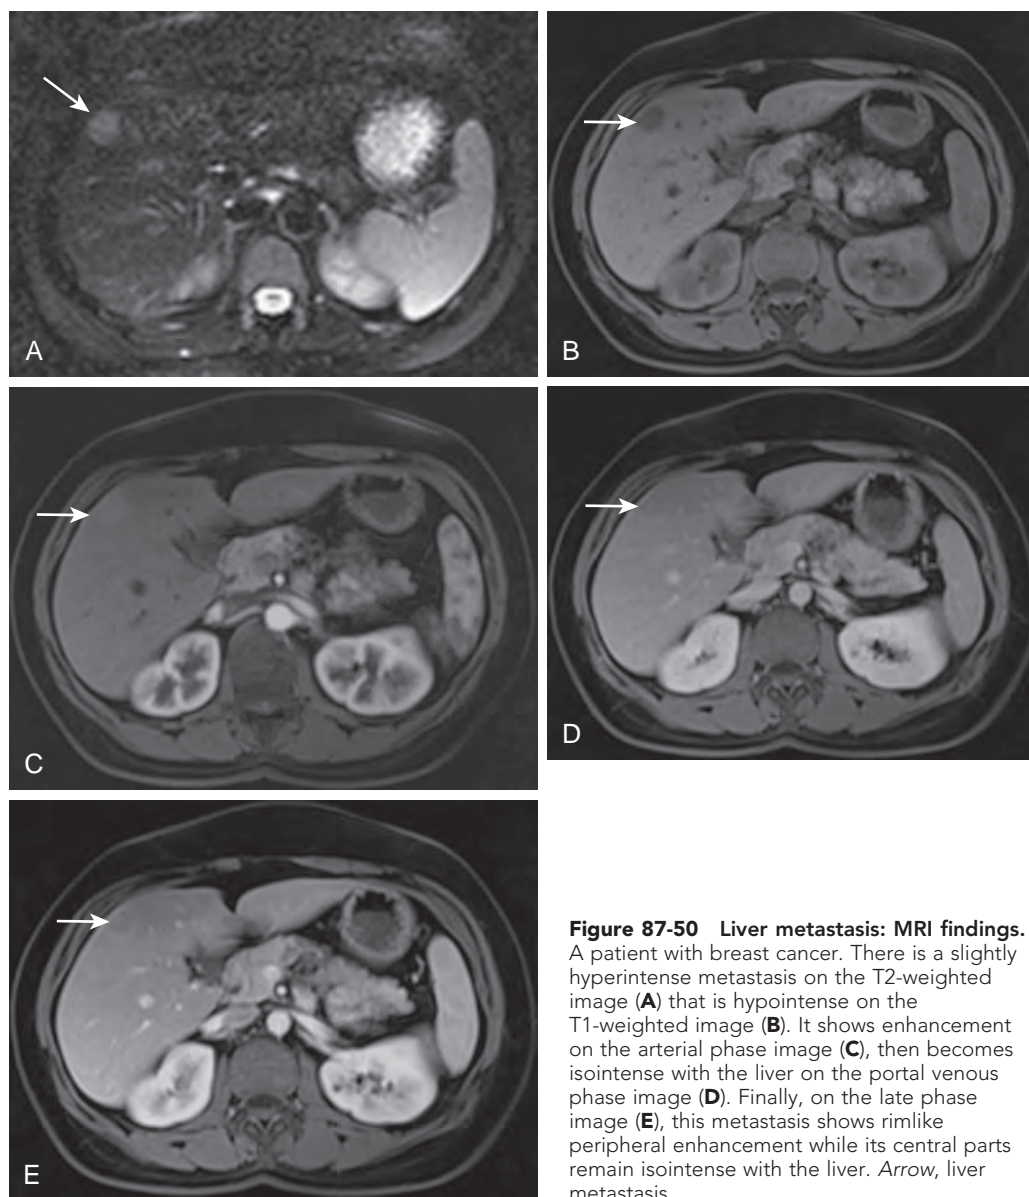 A
B
C
D
E
Figure 87-50 Liver metastasis: MRI findings.
A patient with breast cancer. There is a slightly
hyperintense metastasis on the T2-weighted
image (A) that is hypointense on the
T1-weighted image (B). It shows enhancement
on the arterial phase image (C), then becomes
isointense with the liver on the portal venous
phase image (D). Finally, on the late phase
image (E), this metastasis shows rimlike
peripheral enhancement while its central parts
remain isointense with the liver. Arrow, liver
metastasis.